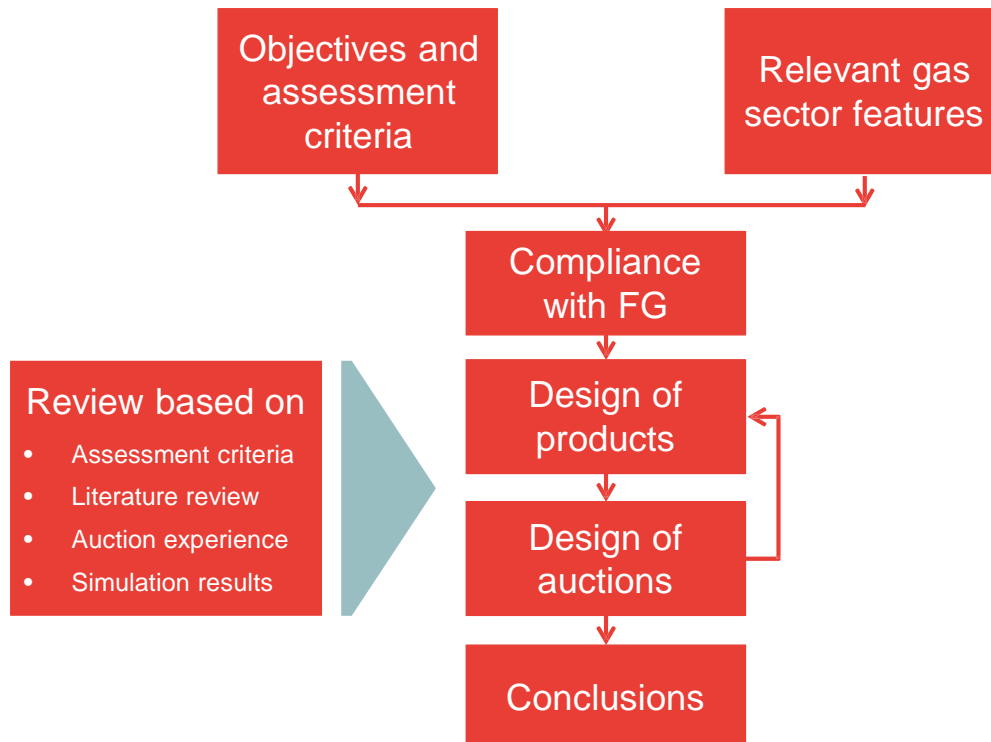 Objectives and
assessment
criteria
Relevant gas
sector features
Compliance
with FG
Review based on
• Assessment criteria
• Literature review
• Auction experience
• Simulation results
Design of
products
Design of
auctions
Conclusions